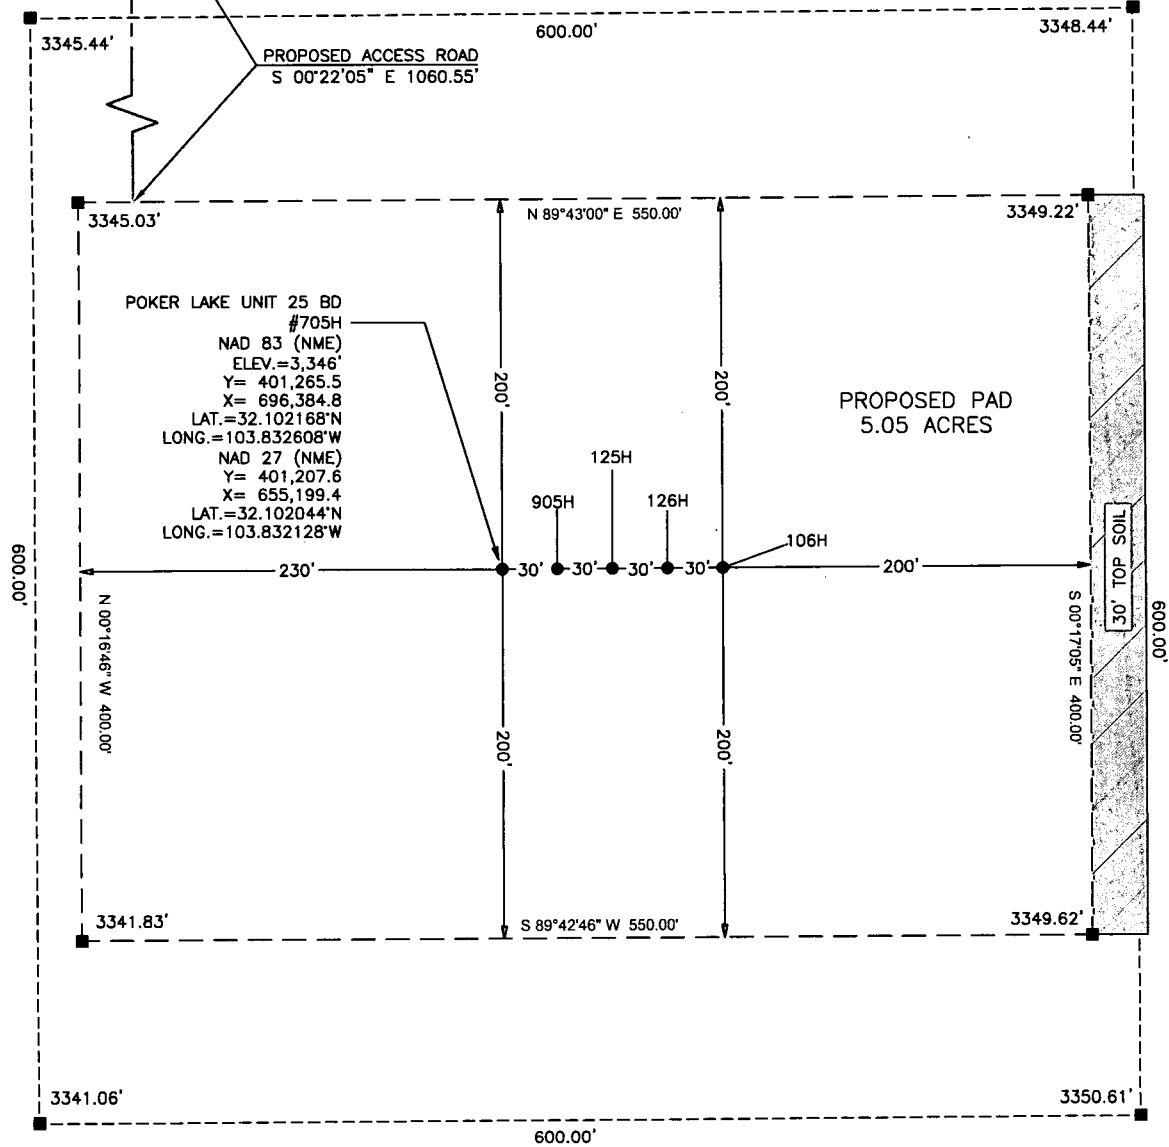 600.00'
3345.44'
3348.44'
PROPOSED ACCESS ROAD
S 00°22'05" E 1060.55'
3345.03'
N 89°43'00" E 550.00'
3349.22'
POKER LAKE UNIT 25 BD
#705H
NAD 83 (NME)
ELEV.=3,346'
Y= 401,265.5
X= 696,384.8
LAT.=32.102168°N
LONG.=103.832608°W
NAD 27 (NME)
Y= 401,207.6
X= 655,199.4
LAT.=32.102044°N
LONG.=103.832128°W
200'
200'
PROPOSED PAD
5.05 ACRES
125H
905H
126H
106H
230'
30'
30'
30'
30'
200'
30' TOP SOIL
600.00'
600.00'
N 00°16'46" W 400.00'
S 00°17'05" E 400.00'
200'
200'
3341.83'
S 89°42'46" W 550.00'
3349.62'
3341.06'
3350.61'
600.00'